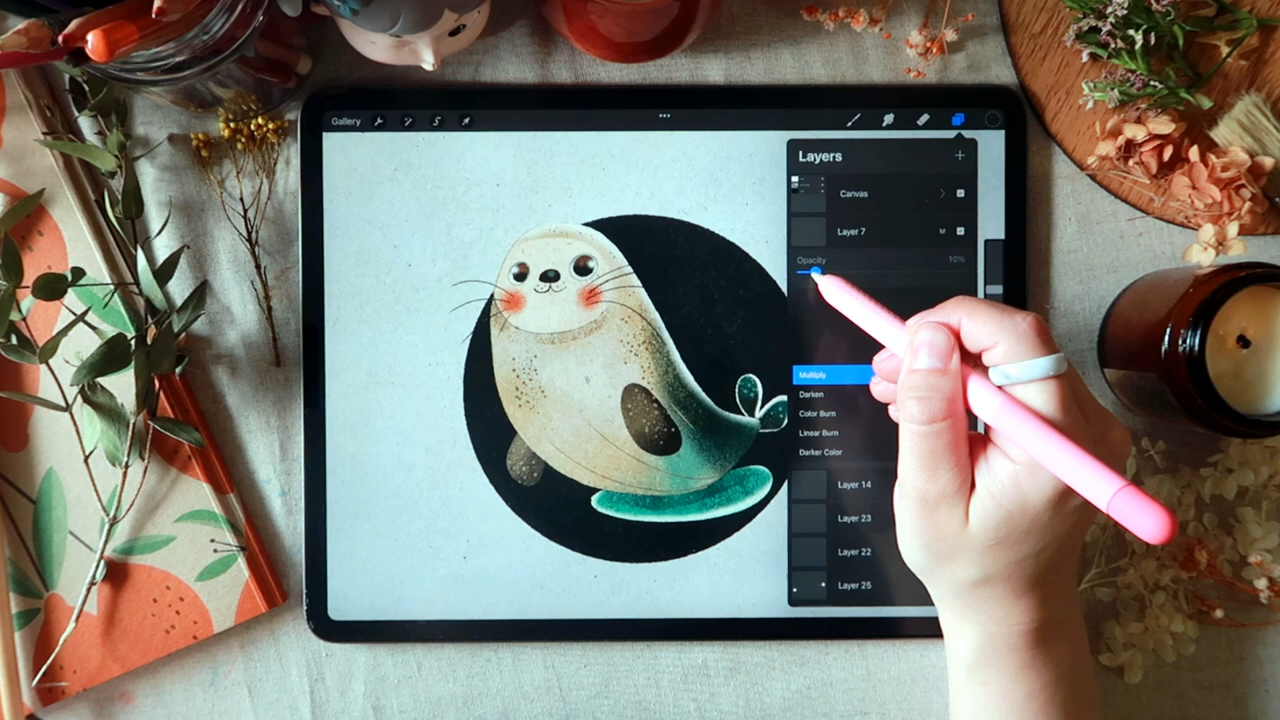 Gallery
Layers
Canvas
Layer 7 M
Opacity 10%
Multiply
Darken
Color Burn
Linear Burn
Darker Color
Layer 14
Layer 23
Layer 22
Layer 25